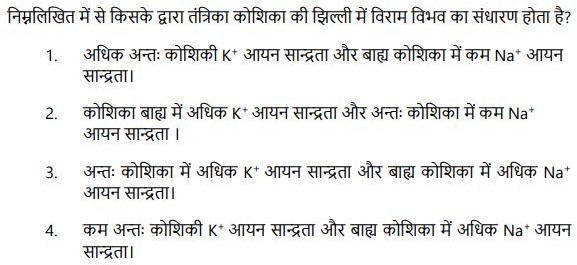 निम्नलिखित में से किसके द्वारा तंत्रिका कोशिका की झिल्ली में विराम विभव का संधारण होता है?
1. अधिक अन्तः कोशिकी K⁺ आयन सान्द्रता और बाह्य कोशिका में कम Na⁺ आयन
सान्द्रता।
2. कोशिका बाह्य में अधिक K⁺ आयन सान्द्रता और अन्तः कोशिका में कम Na⁺
आयन सान्द्रता ।
3. अन्तः कोशिका में अधिक K⁺ आयन सान्द्रता और बाह्य कोशिका में अधिक Na⁺
आयन सान्द्रता।
4. कम अन्तः कोशिकी K⁺ आयन सान्द्रता और बाह्य कोशिका में अधिक Na⁺ आयन
सान्द्रता।